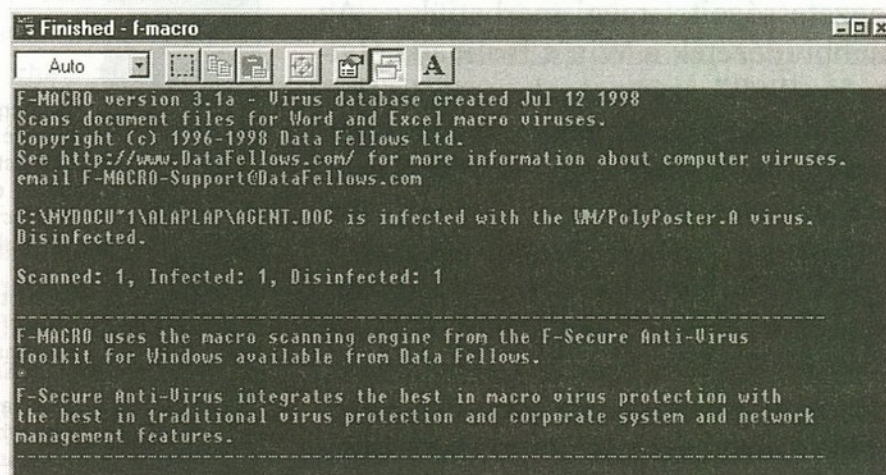 Finished - f-macro
Auto
A
F-MACRO version 3.1a - Virus database created Jul 12 1998
Scans document files for Word and Excel macro viruses.
Copyright (c) 1996-1998 Data Fellows Ltd.
See http://www.DataFellows.com/ for more information about computer viruses.
email F-MACRO-Support@DataFellows.com
C:\MYDOCU~1\ALAPLAP\AGENT.DOC is infected with the WM/PolyPoster.A virus.
Disinfected.
Scanned: 1, Infected: 1, Disinfected: 1
F-MACRO uses the macro scanning engine from the F-Secure Anti-Virus
Toolkit for Windows available from Data Fellows.
F-Secure Anti-Virus integrates the best in macro virus protection with
the best in traditional virus protection and corporate system and network
management features.